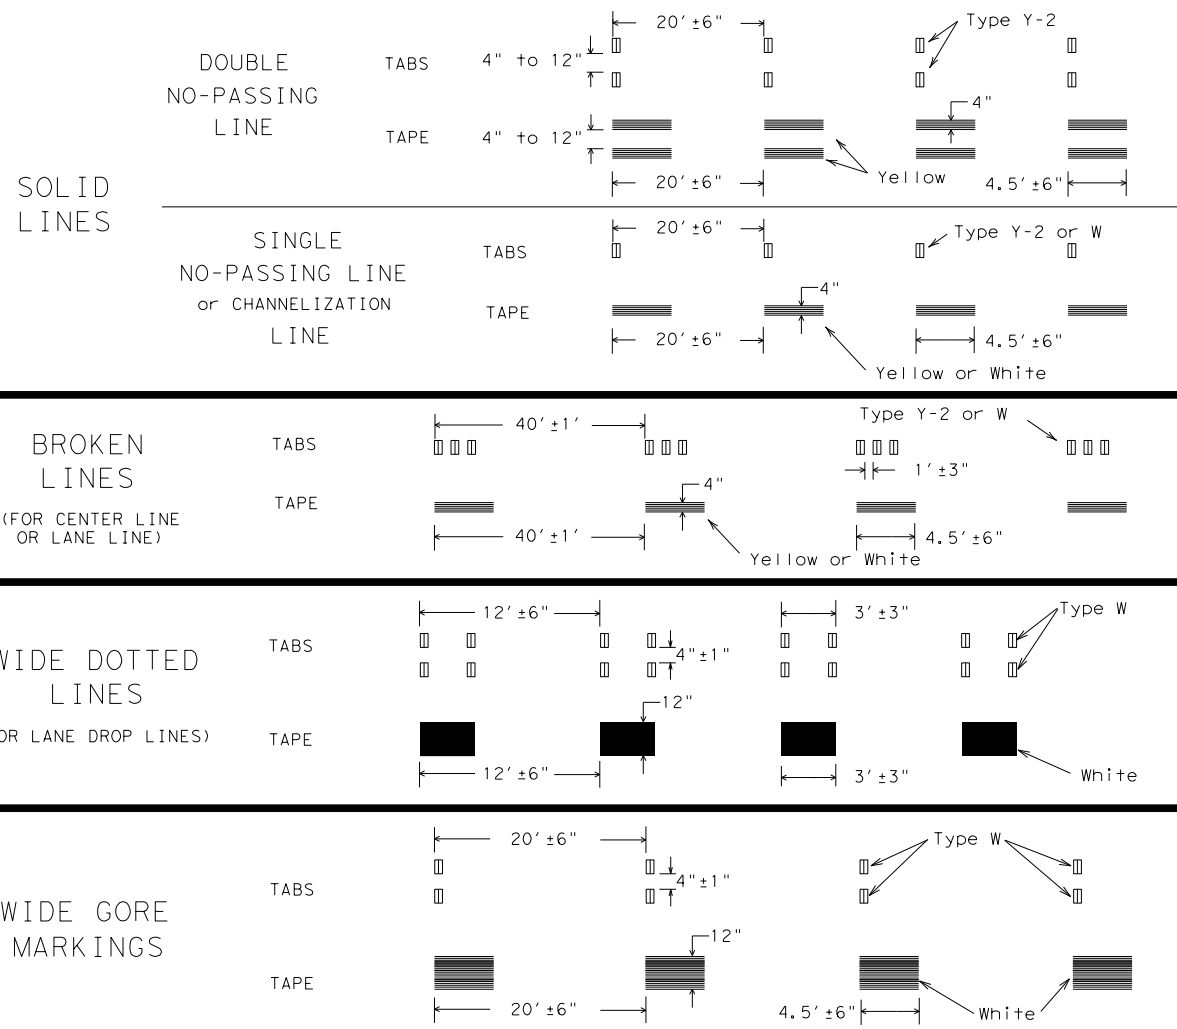 SOLID
LINES
DOUBLE
NO-PASSING
LINE
TABS
4" to 12"
20'±6"
Type Y-2
TAPE
4" to 12"
4"
20'±6"
Yellow
4.5'±6"
SINGLE
NO-PASSING LINE
or CHANNELIZATION
LINE
TABS
20'±6"
Type Y-2 or W
TAPE
4"
20'±6"
4.5'±6"
Yellow or White
BROKEN
LINES
(FOR CENTER LINE
OR LANE LINE)
TABS
40'±1'
Type Y-2 or W
1'±3"
TAPE
4"
40'±1'
4.5'±6"
Yellow or White
WIDE DOTTED
LINES
OR LANE DROP LINES)
TABS
12'±6"
3'±3"
Type W
4"±1"
TAPE
12"
12'±6"
3'±3"
White
WIDE GORE
MARKINGS
TABS
20'±6"
Type W
4"±1"
TAPE
12"
20'±6"
4.5'±6"
White